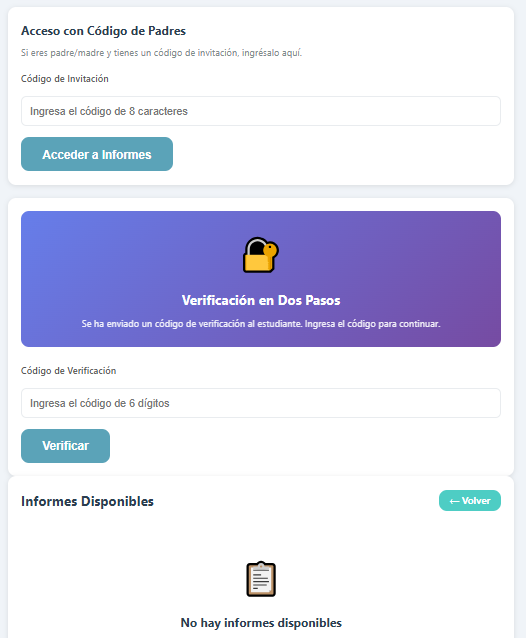 Acceso con Código de Padres
Si eres padre/madre y tienes un código de invitación, ingrésalo aquí.
Código de Invitación
Ingresa el código de 8 caracteres
Acceder a Informes
Verificación en Dos Pasos
Se ha enviado un código de verificación al estudiante. Ingresa el código para continuar.
Código de Verificación
Ingresa el código de 6 dígitos
Verificar
Informes Disponibles
← Volver
No hay informes disponibles